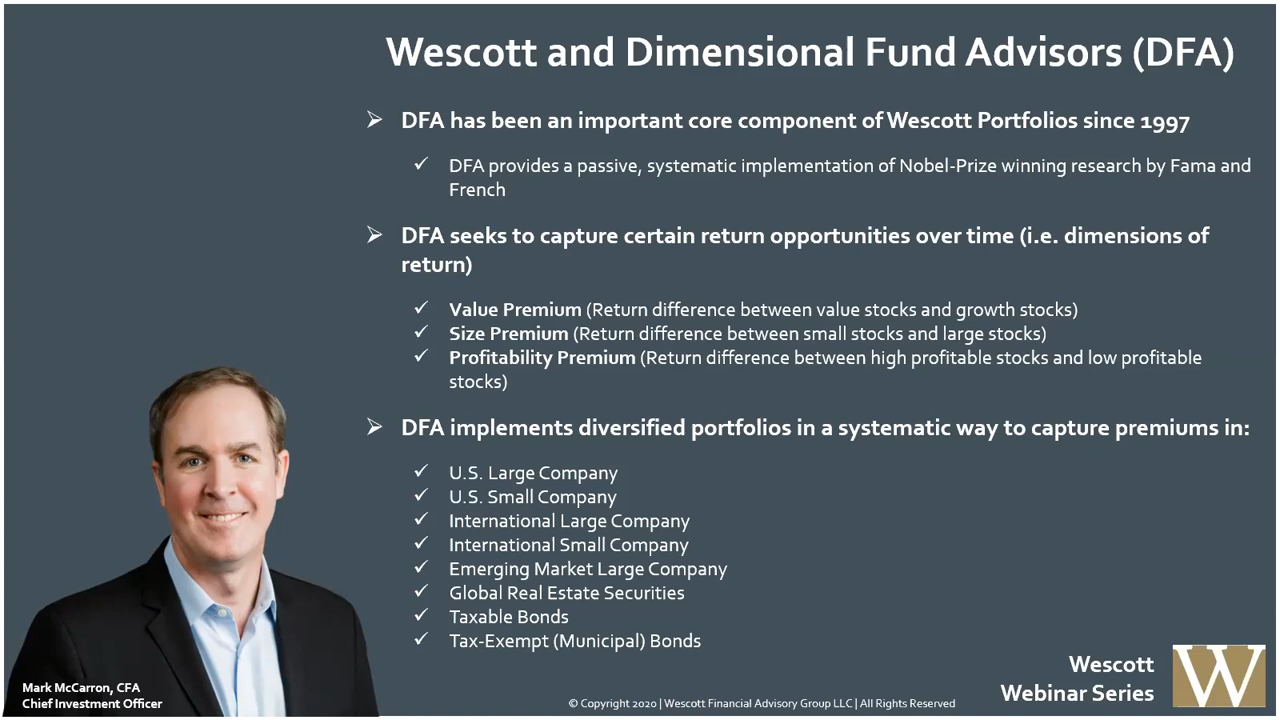 Wescott and Dimensional Fund Advisors (DFA)
➢ DFA has been an important core component of Wescott Portfolios since 1997
✓ DFA provides a passive, systematic implementation of Nobel-Prize winning research by Fama and
French
➢ DFA seeks to capture certain return opportunities over time (i.e. dimensions of
return)
✓ Value Premium (Return difference between value stocks and growth stocks)
✓ Size Premium (Return difference between small stocks and large stocks)
✓ Profitability Premium (Return difference between high profitable stocks and low profitable
stocks)
➢ DFA implements diversified portfolios in a systematic way to capture premiums in:
✓ U.S. Large Company
✓ U.S. Small Company
✓ International Large Company
✓ International Small Company
✓ Emerging Market Large Company
✓ Global Real Estate Securities
✓ Taxable Bonds
✓ Tax-Exempt (Municipal) Bonds
Mark McCarron, CFA
Chief Investment Officer
© Copyright 2020 | Wescott Financial Advisory Group LLC | All Rights Reserved
Wescott
Webinar Series
W